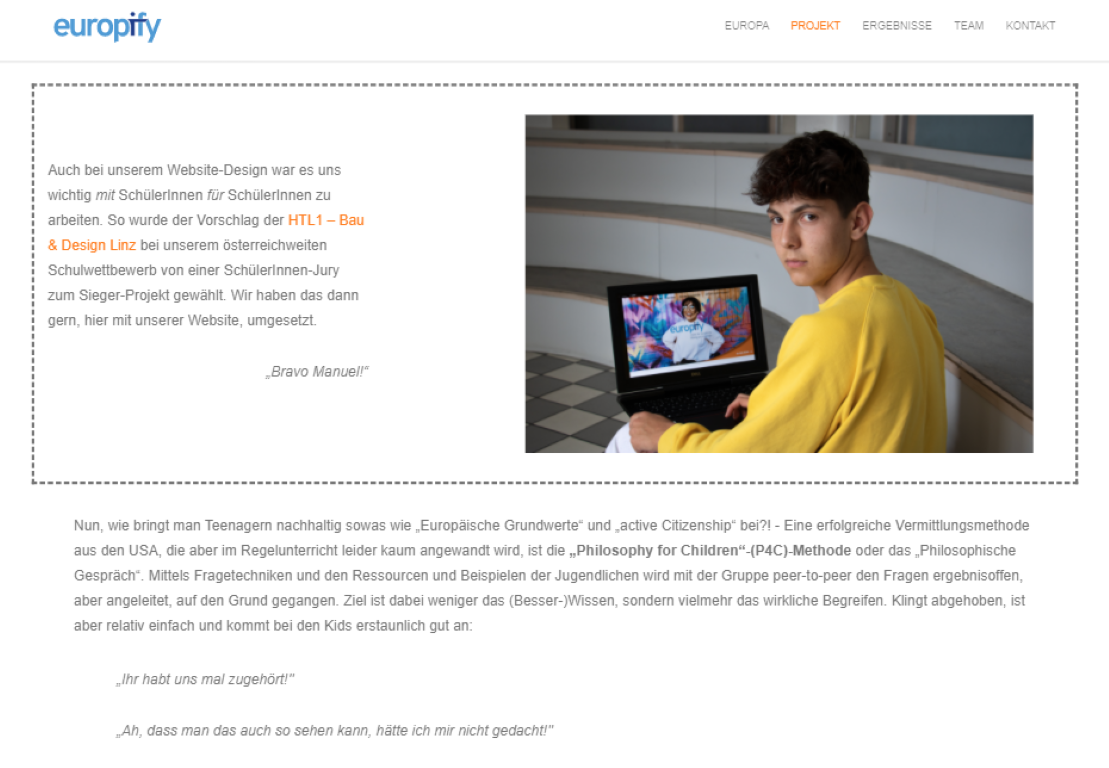 europify
EUROPA PROJEKT ERGEBNISSE TEAM KONTAKT
Auch bei unserem Website-Design war es uns
wichtig mit SchülerInnen für SchülerInnen zu
arbeiten. So wurde der Vorschlag der HTL1 – Bau
& Design Linz bei unserem österreichweiten
Schulwettbewerb von einer SchülerInnen-Jury
zum Sieger-Projekt gewählt. Wir haben das dann
gern, hier mit unserer Website, umgesetzt.
„Bravo Manuel!“
europify
Nun, wie bringt man Teenagern nachhaltig sowas wie „Europäische Grundwerte“ und „active Citizenship“ bei?! - Eine erfolgreiche Vermittlungsmethode
aus den USA, die aber im Regelunterricht leider kaum angewandt wird, ist die „Philosophy for Children“-(P4C)-Methode oder das „Philosophische
Gespräch“. Mittels Fragetechniken und den Ressourcen und Beispielen der Jugendlichen wird mit der Gruppe peer-to-peer den Fragen ergebnisoffen,
aber angeleitet, auf den Grund gegangen. Ziel ist dabei weniger das (Besser-)Wissen, sondern vielmehr das wirkliche Begreifen. Klingt abgehoben, ist
aber relativ einfach und kommt bei den Kids erstaunlich gut an:
„Ihr habt uns mal zugehört!"
„Ah, dass man das auch so sehen kann, hätte ich mir nicht gedacht!"